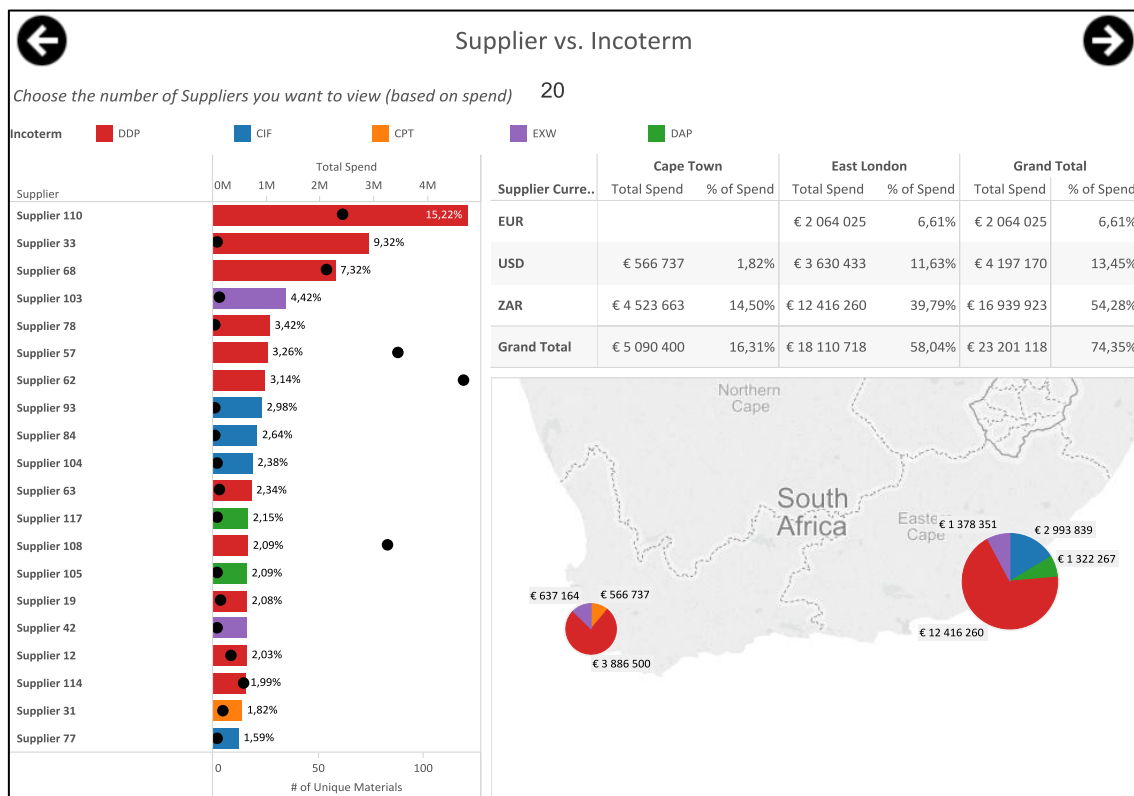 Supplier vs. Incoterm
Choose the number of Suppliers you want to view (based on spend) 20
Incoterm DDP CIF CPT EXW DAP
Total Spend
0M 1M 2M 3M 4M
Supplier
Supplier 110 15,22%
Supplier 33 9,32%
Supplier 68 7,32%
Supplier 103 4,42%
Supplier 78 3,42%
Supplier 57 3,26%
Supplier 62 3,14%
Supplier 93 2,98%
Supplier 84 2,64%
Supplier 104 2,38%
Supplier 63 2,34%
Supplier 117 2,15%
Supplier 108 2,09%
Supplier 105 2,09%
Supplier 19 2,08%
Supplier 42
Supplier 12 2,03%
Supplier 114 1,99%
Supplier 31 1,82%
Supplier 77 1,59%
0 50 100
# of Unique Materials
Cape Town East London Grand Total
Supplier Curre.. Total Spend % of Spend Total Spend % of Spend Total Spend % of Spend
EUR € 2 064 025 6,61% € 2 064 025 6,61%
USD € 566 737 1,82% € 3 630 433 11,63% € 4 197 170 13,45%
ZAR € 4 523 663 14,50% € 12 416 260 39,79% € 16 939 923 54,28%
Grand Total € 5 090 400 16,31% € 18 110 718 58,04% € 23 201 118 74,35%
Northern
Cape
South
Africa
Eastern
Cape
€ 1 378 351 € 2 993 839
€ 1 322 267
€ 12 416 260
€ 637 164 € 566 737
€ 3 886 500